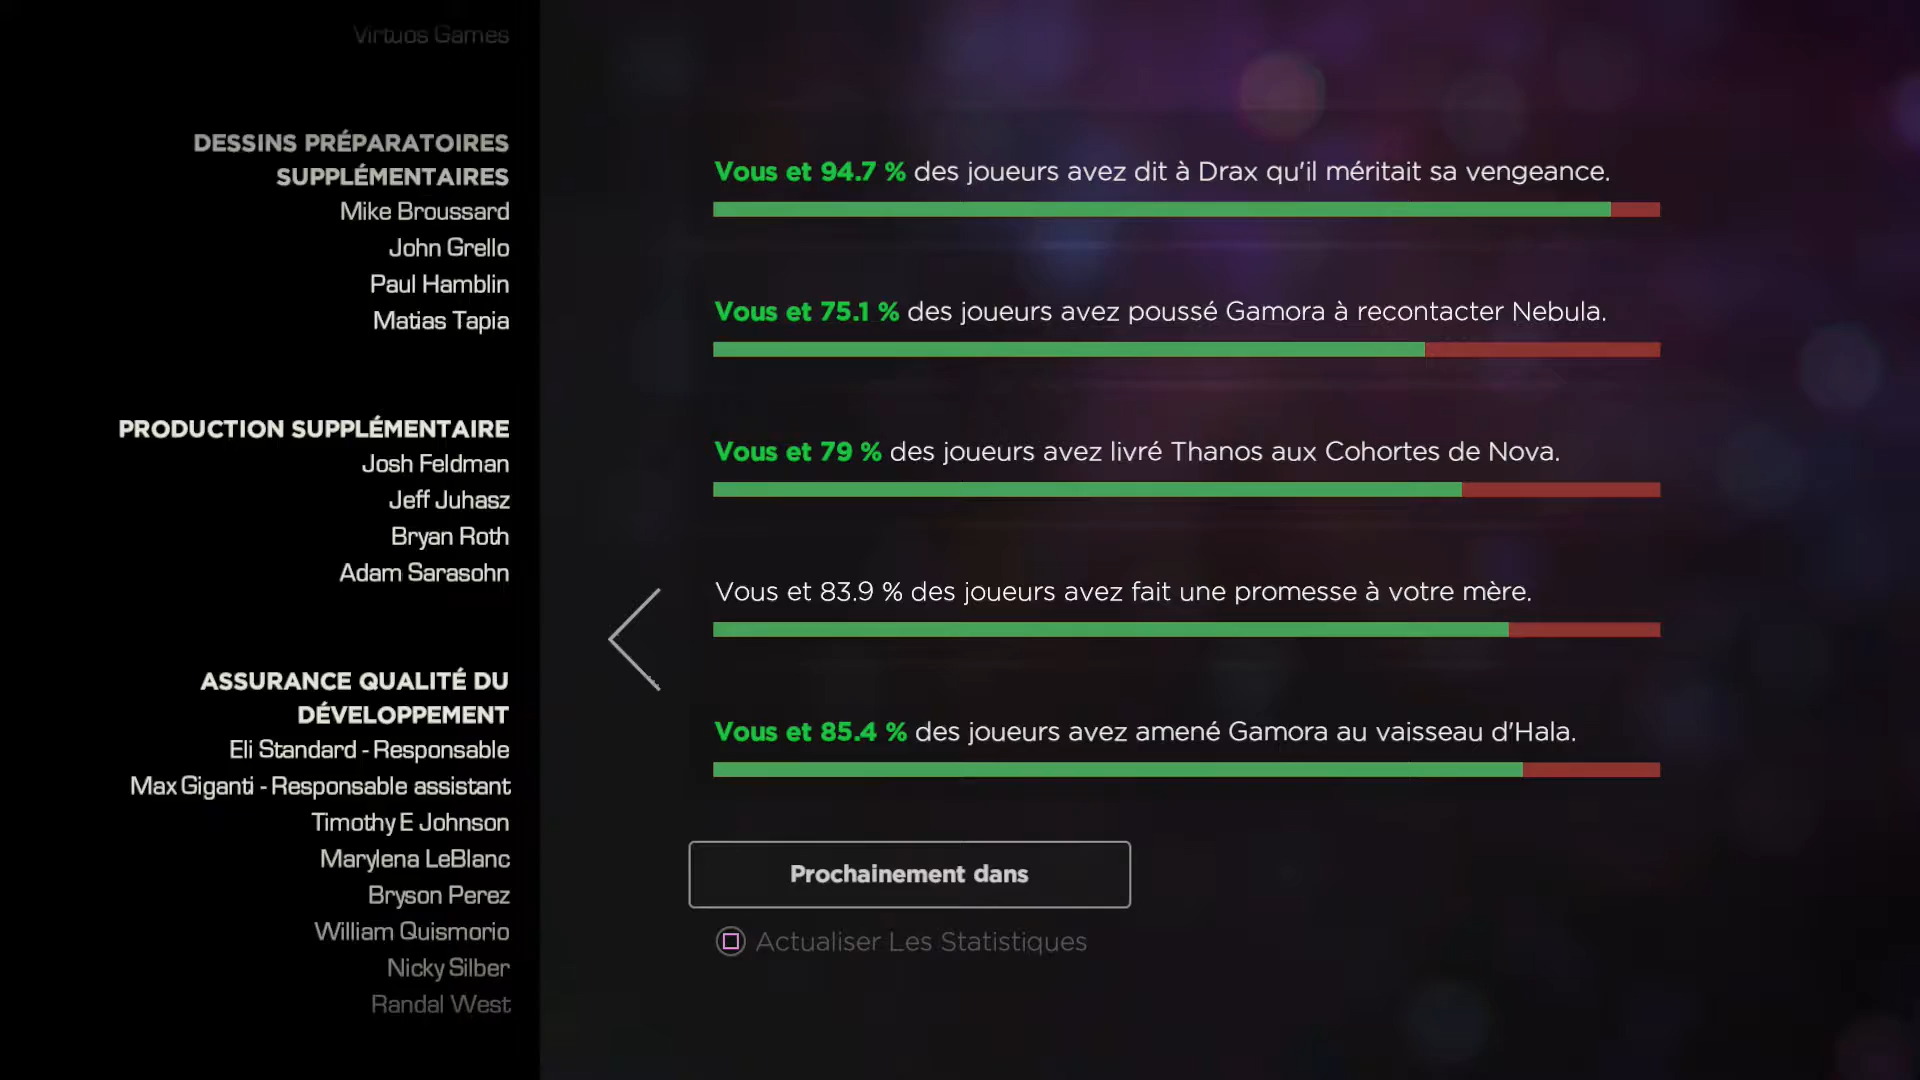 Virtuos Games
DESSINS PRÉPARATOIRES
SUPPLÉMENTAIRES
Mike Broussard
John Grello
Paul Hamblin
Matias Tapia
PRODUCTION SUPPLÉMENTAIRE
Josh Feldman
Jeff Juhasz
Bryan Roth
Adam Sarasohn
ASSURANCE QUALITÉ DU
DÉVELOPPEMENT
Eli Standard - Responsable
Max Giganti - Responsable assistant
Timothy E Johnson
Marylena LeBlanc
Bryson Perez
William Quismorio
Nicky Silber
Randal West
Vous et 94.7 % des joueurs avez dit à Drax qu'il méritait sa vengeance.
Vous et 75.1 % des joueurs avez poussé Gamora à recontacter Nebula.
Vous et 79 % des joueurs avez livré Thanos aux Cohortes de Nova.
Vous et 83.9 % des joueurs avez fait une promesse à votre mère.
Vous et 85.4 % des joueurs avez amené Gamora au vaisseau d'Hala.
Prochainement dans
Actualiser Les Statistiques